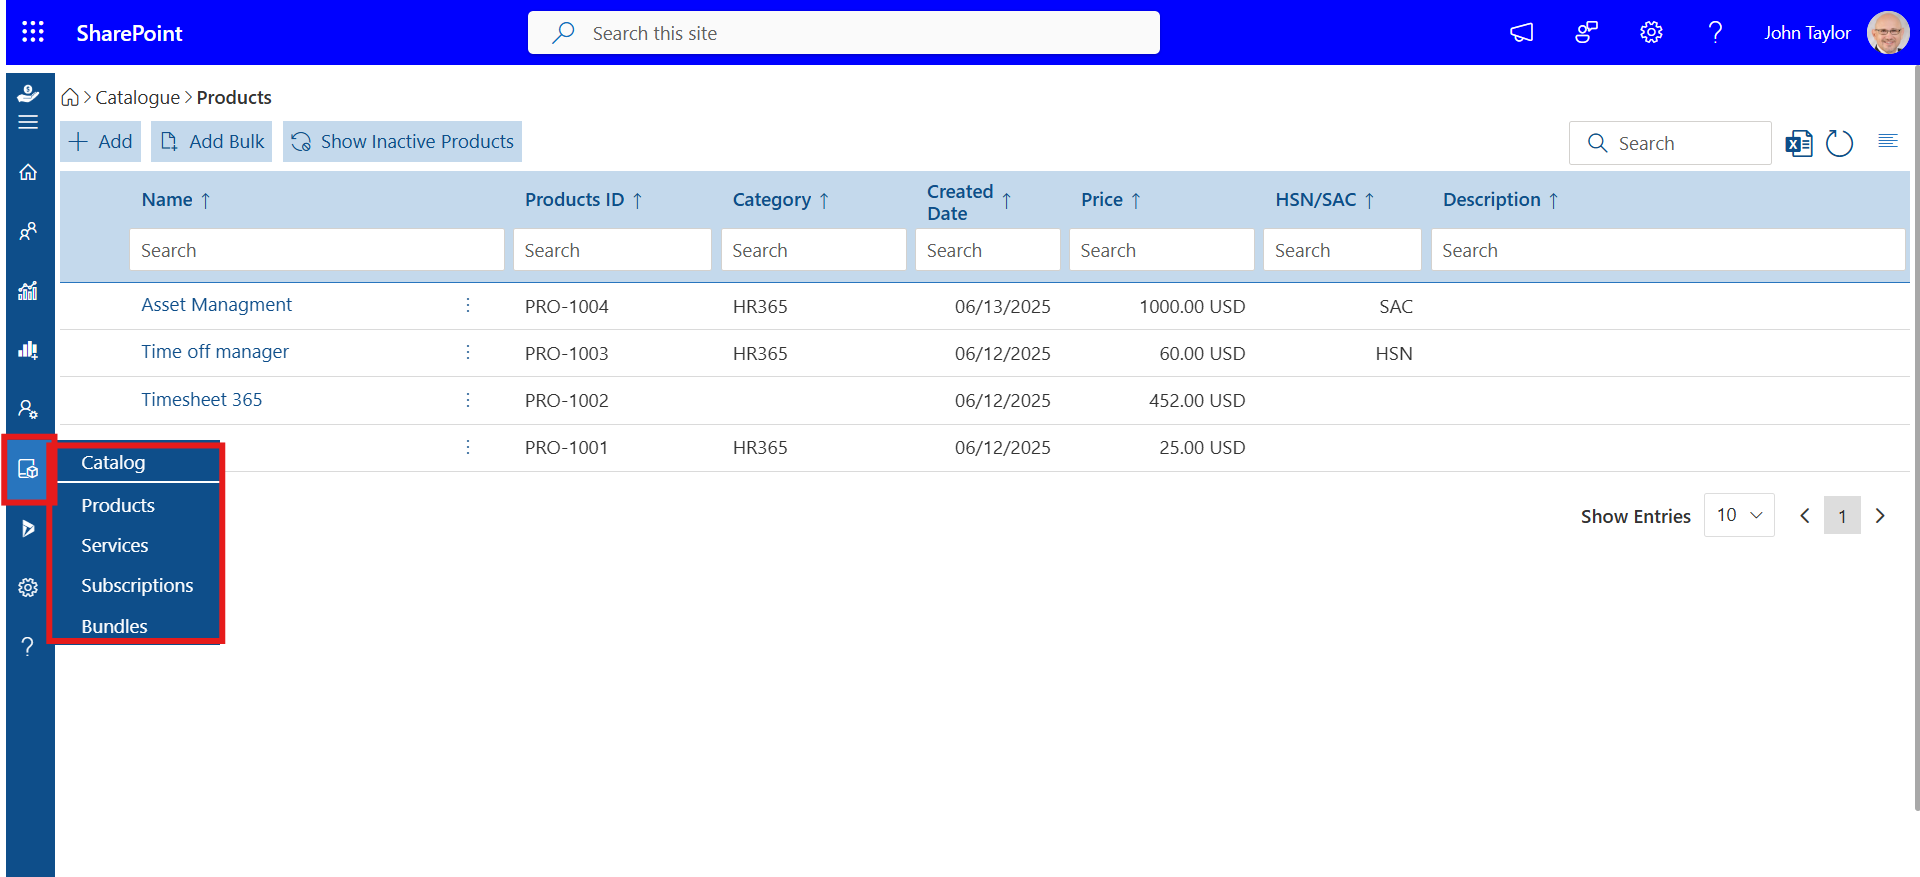 SharePoint
Search this site
John Taylor
Catalogue > Products
Add
Add Bulk
Show Inactive Products
Search
Name ↑ Products ID ↑ Category ↑ Created Date ↑ Price ↑ HSN/SAC ↑ Description ↑
Search Search Search Search Search Search Search
Asset Managment PRO-1004 HR365 06/13/2025 1000.00 USD SAC
Time off manager PRO-1003 HR365 06/12/2025 60.00 USD HSN
Timesheet 365 PRO-1002 06/12/2025 452.00 USD
PRO-1001 HR365 06/12/2025 25.00 USD
Catalog
Products
Services
Subscriptions
Bundles
Show Entries 10 1